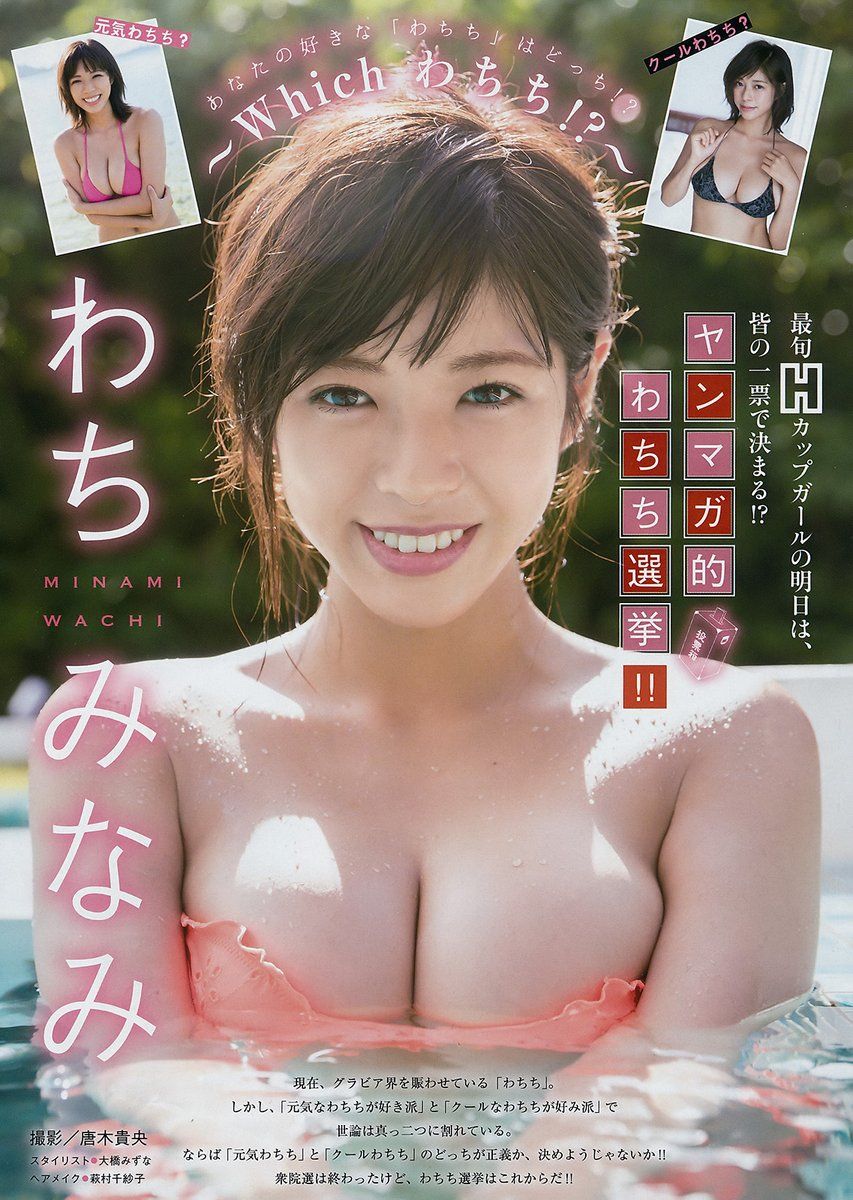 元気わちち?
クールわちち?
あなたの好きな「わちち」はどっち!?
～Which わちち!?～
わちみなみ
MINAMI
WACHI
最旬Hカップガールの明日は、
皆の一票で決まる!?
ヤンマガ的
わちち選挙!!
投票箱
現在、グラビア界を賑わせている「わちち」。
しかし、「元気なわちちが好き派」と「クールなわちちが好み派」で
世論は真っ二つに割れている。
ならば「元気わちち」と「クールわちち」のどっちが正義か、決めようじゃないか!!
衆院選は終わったけど、わちち選挙はこれからだ!!
撮影／唐木貴央
スタイリスト●大橋みずな
ヘアメイク●萩村千紗子